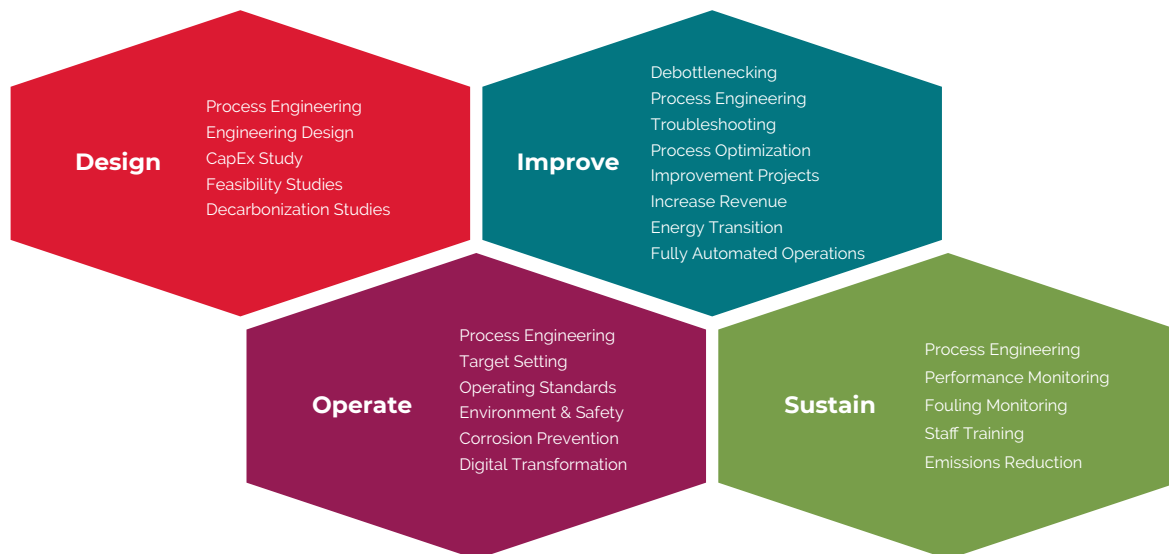 Design
Process Engineering
Engineering Design
CapEx Study
Feasibility Studies
Decarbonization Studies
Improve
Debottlenecking
Process Engineering
Troubleshooting
Process Optimization
Improvement Projects
Increase Revenue
Energy Transition
Fully Automated Operations
Operate
Process Engineering
Target Setting
Operating Standards
Environment & Safety
Corrosion Prevention
Digital Transformation
Sustain
Process Engineering
Performance Monitoring
Fouling Monitoring
Staff Training
Emissions Reduction